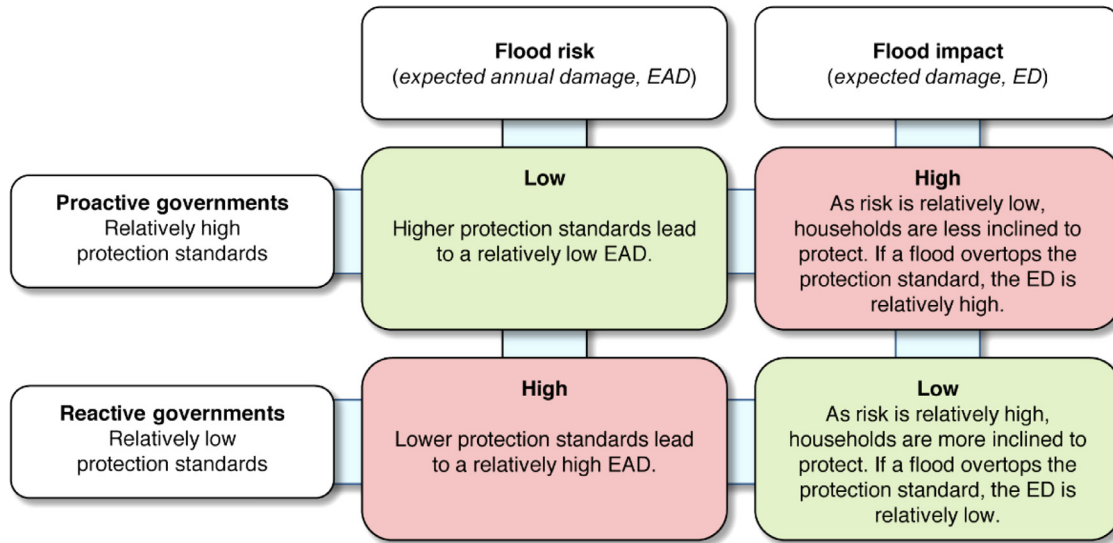 Flood risk
(expected annual damage, EAD)
Flood impact
(expected damage, ED)
Proactive governments
Relatively high
protection standards
Low
Higher protection standards lead
to a relatively low EAD.
High
As risk is relatively low,
households are less inclined to
protect. If a flood overtops the
protection standard, the ED is
relatively high.
Reactive governments
Relatively low
protection standards
High
Lower protection standards lead
to a relatively high EAD.
Low
As risk is relatively high,
households are more inclined to
protect. If a flood overtops the
protection standard, the ED is
relatively low.